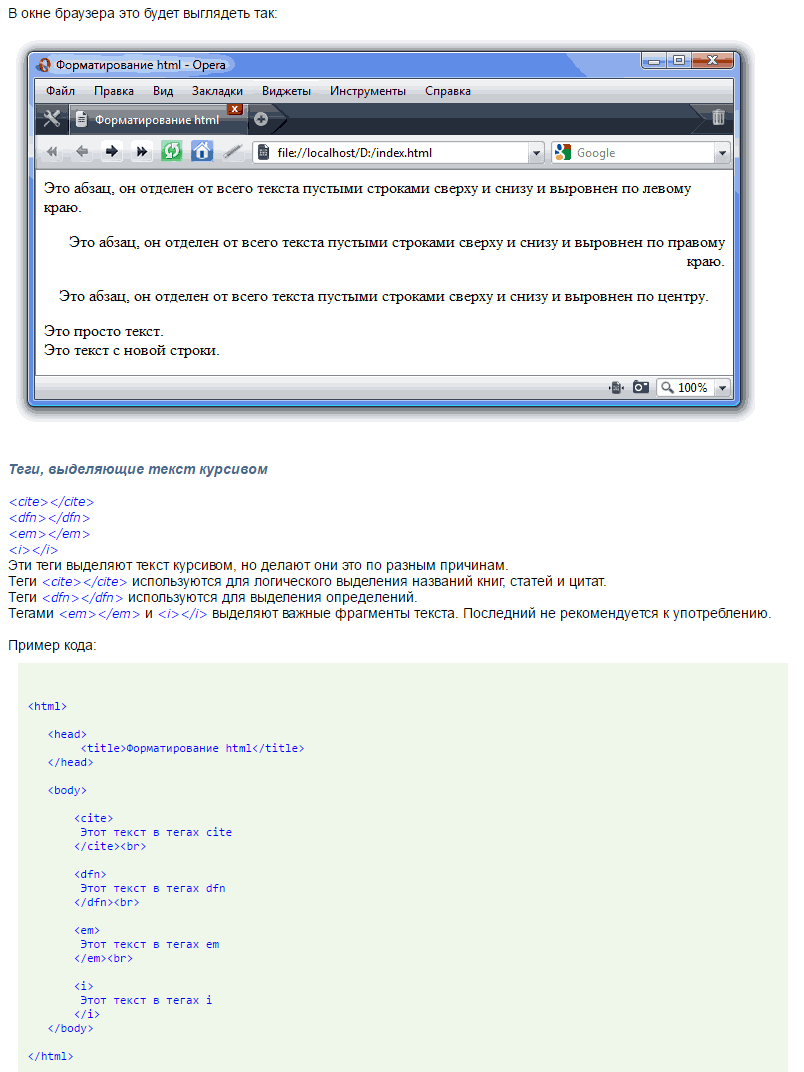 В окне браузера это будет выглядеть так:
Форматирование html - Opera
Файл Правка Вид Закладки Виджеты Инструменты Справка
Форматирование html
file://localhost/D:/index.html Google
Это абзац, он отделен от всего текста пустыми строками сверху и снизу и выровнен по левому
краю.
Это абзац, он отделен от всего текста пустыми строками сверху и снизу и выровнен по правому
краю.
Это абзац, он отделен от всего текста пустыми строками сверху и снизу и выровнен по центру.
Это просто текст.
Это текст с новой строки.
100%
Теги, выделяющие текст курсивом
<cite></cite>
<dfn></dfn>
<em></em>
<i></i>
Эти теги выделяют текст курсивом, но делают они это по разным причинам.
Теги <cite></cite> используются для логического выделения названий книг, статей и цитат.
Теги <dfn></dfn> используются для выделения определений.
Тегами <em></em> и <i></i> выделяют важные фрагменты текста. Последний не рекомендуется к употреблению.
Пример кода:
<html>
<head>
<title>Форматирование html</title>
</head>
<body>
<cite>
Этот текст в тегах cite
</cite><br>
<dfn>
Этот текст в тегах dfn
</dfn><br>
<em>
Этот текст в тегах em
</em><br>
<i>
Этот текст в тегах i
</i>
</body>
</html>